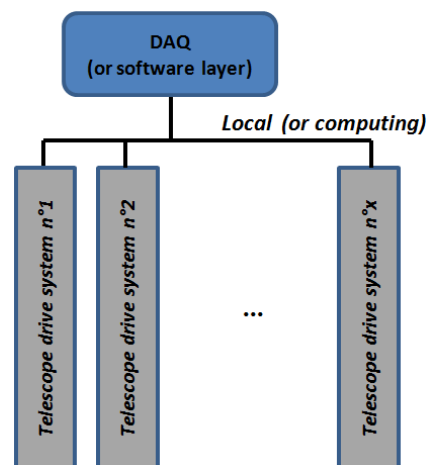 DAQ
(or software layer)
Local (or computing)
Telescope drive system n°1
Telescope drive system n°2
...
Telescope drive system n°x